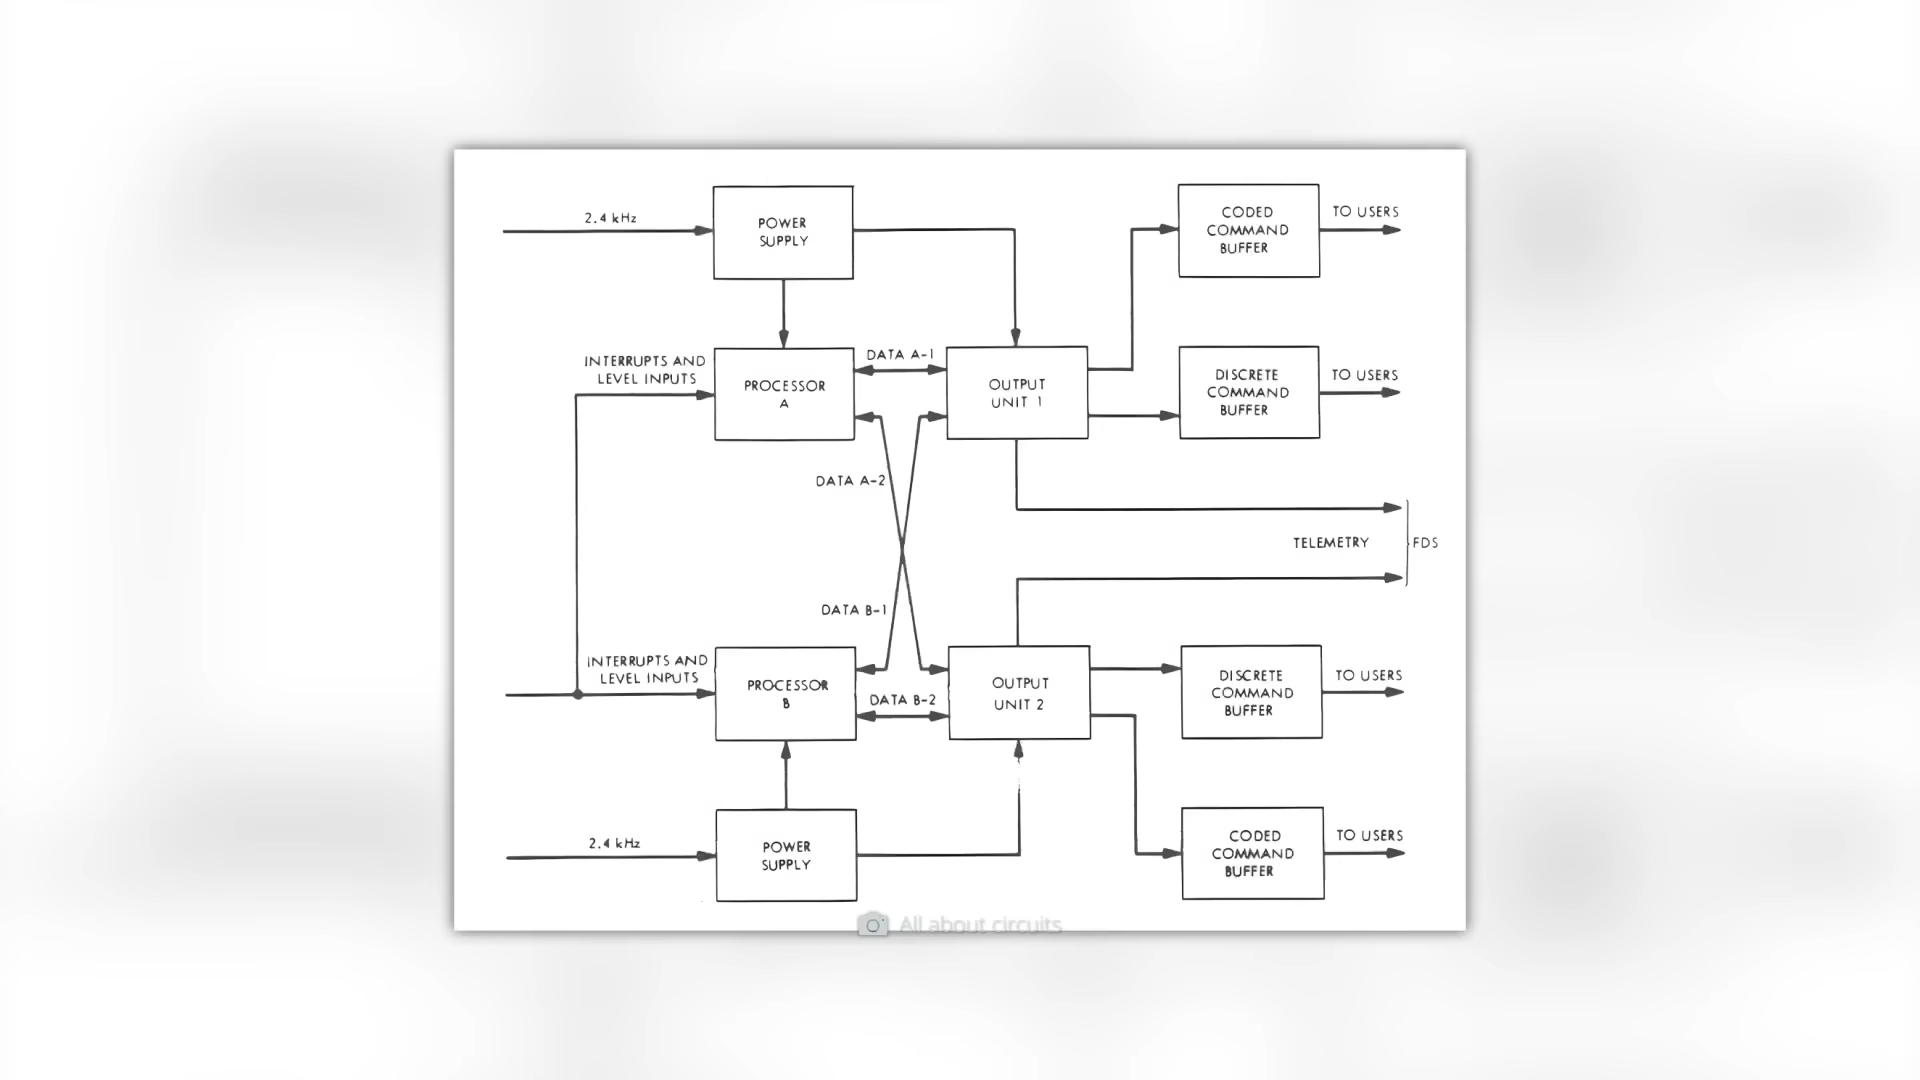 2.4 kHz
POWER
SUPPLY
CODED
COMMAND
BUFFER
TO USERS
INTERRUPTS AND
LEVEL INPUTS
PROCESSOR
A
DATA A-1
OUTPUT
UNIT 1
DISCRETE
COMMAND
BUFFER
TO USERS
DATA A-2
TELEMETRY
FDS
DATA B-1
INTERRUPTS AND
LEVEL INPUTS
PROCESSOR
B
DATA B-2
OUTPUT
UNIT 2
DISCRETE
COMMAND
BUFFER
TO USERS
2.4 kHz
POWER
SUPPLY
CODED
COMMAND
BUFFER
TO USERS
All about circuits